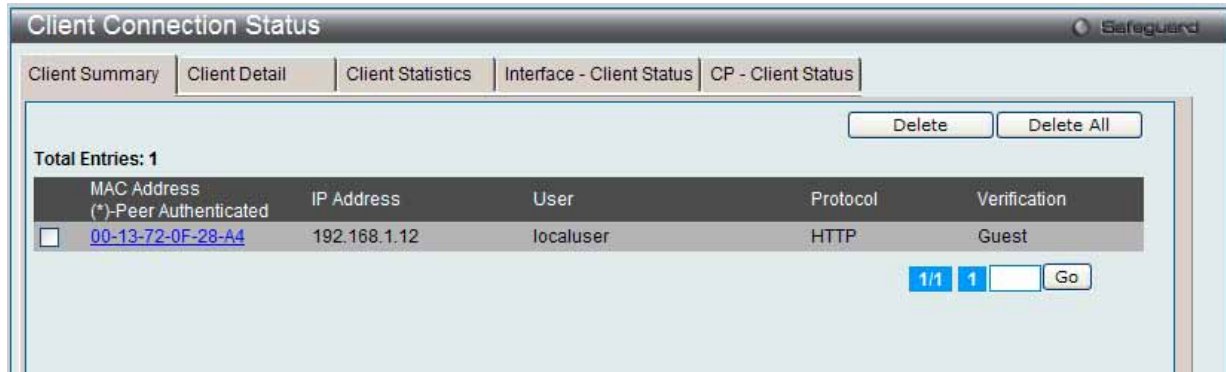 Client Connection Status
Safeguard
Client Summary Client Detail Client Statistics Interface - Client Status CP - Client Status
Delete Delete All
Total Entries: 1
MAC Address
(*)-Peer Authenticated IP Address User Protocol Verification
00-13-72-0F-28-A4 192.168.1.12 localuser HTTP Guest
1/1 1 Go